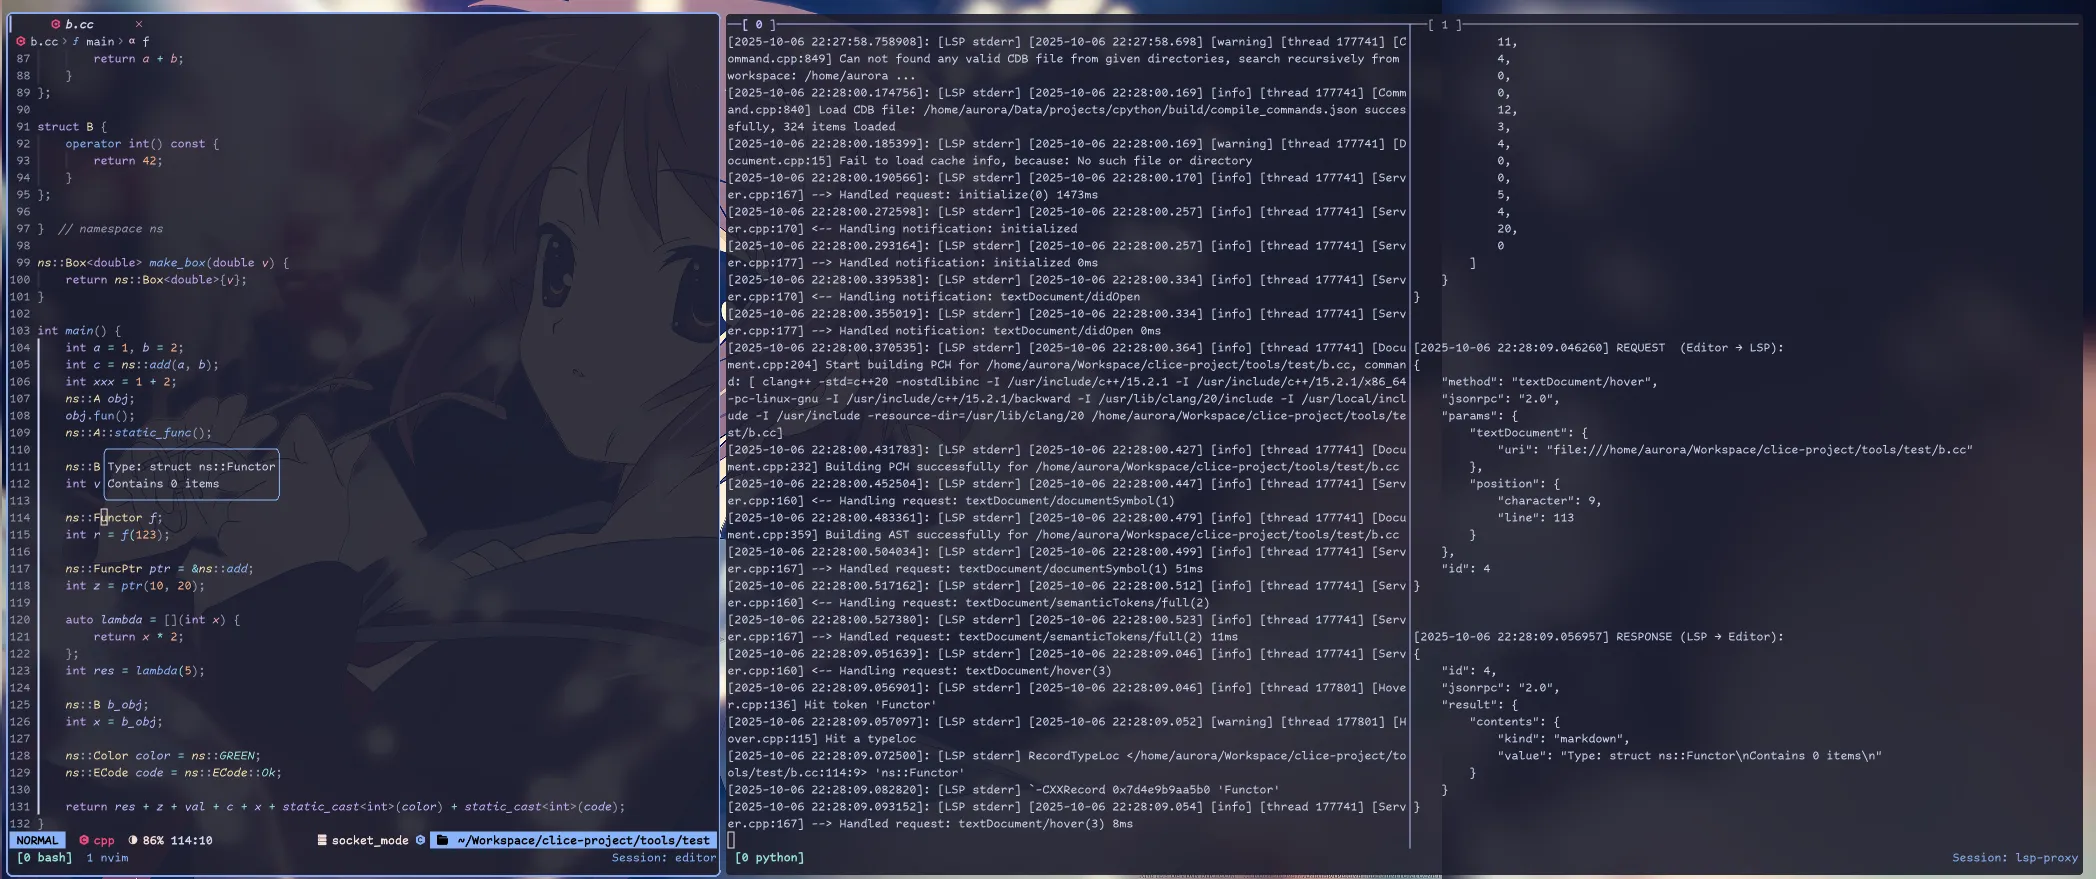 b.cc ×
b.cc > f main > α f
87 return a + b;
88 }
89 };
90
91 struct B {
92 operator int() const {
93 return 42;
94 }
95 };
96
97 } // namespace ns
98
99 ns::Box<double> make_box(double v) {
100 return ns::Box<double>{v};
101 }
102
103 int main() {
104 int a = 1, b = 2;
105 int c = ns::add(a, b);
106 int xxx = 1 + 2;
107 ns::A obj;
108 obj.fun();
109 ns::A::static_func();
110
111 ns::B Type: struct ns::Functor
112 int v Contains 0 items
113
114 ns::Functor f;
115 int r = f(123);
116
117 ns::FuncPtr ptr = &ns::add;
118 int z = ptr(10, 20);
119
120 auto lambda = [](int x) {
121 return x * 2;
122 };
123 int res = lambda(5);
124
125 ns::B b_obj;
126 int x = b_obj;
127
128 ns::Color color = ns::GREEN;
129 ns::ECode code = ns::ECode::Ok;
130
131 return res + z + val + c + x + static_cast<int>(color) + static_cast<int>(code);
132 }
NORMAL cpp 86% 114:10 socket_mode ~/Workspace/clice-project/tools/test
[0 bash] 1 nvim Session: editor
[ 0 ]
[2025-10-06 22:27:58.758908]: [LSP stderr] [2025-10-06 22:27:58.698] [warning] [thread 177741] [C
ommand.cpp:849] Can not found any valid CDB file from given directories, search recursively from
workspace: /home/aurora ...
[2025-10-06 22:28:00.174756]: [LSP stderr] [2025-10-06 22:28:00.169] [info] [thread 177741] [Comm
and.cpp:840] Load CDB file: /home/aurora/Data/projects/cpython/build/compile_commands.json succes
sfully, 324 items loaded
[2025-10-06 22:28:00.185399]: [LSP stderr] [2025-10-06 22:28:00.169] [warning] [thread 177741] [D
ocument.cpp:15] Fail to load cache info, because: No such file or directory
[2025-10-06 22:28:00.190566]: [LSP stderr] [2025-10-06 22:28:00.170] [info] [thread 177741] [Serv
er.cpp:167] --> Handled request: initialize(0) 1473ms
[2025-10-06 22:28:00.272598]: [LSP stderr] [2025-10-06 22:28:00.257] [info] [thread 177741] [Serv
er.cpp:170] <-- Handling notification: initialized
[2025-10-06 22:28:00.293164]: [LSP stderr] [2025-10-06 22:28:00.257] [info] [thread 177741] [Serv
er.cpp:177] --> Handled notification: initialized 0ms
[2025-10-06 22:28:00.339538]: [LSP stderr] [2025-10-06 22:28:00.334] [info] [thread 177741] [Serv
er.cpp:170] <-- Handling notification: textDocument/didOpen
[2025-10-06 22:28:00.355019]: [LSP stderr] [2025-10-06 22:28:00.334] [info] [thread 177741] [Serv
er.cpp:177] --> Handled notification: textDocument/didOpen 0ms
[2025-10-06 22:28:00.370535]: [LSP stderr] [2025-10-06 22:28:00.364] [info] [thread 177741] [Docu
ment.cpp:204] Start building PCH for /home/aurora/Workspace/clice-project/tools/test/b.cc, comman
d: [ clang++ -std=c++20 -nostdlibinc -I /usr/include/c++/15.2.1 -I /usr/include/c++/15.2.1/x86_64
-pc-linux-gnu -I /usr/include/c++/15.2.1/backward -I /usr/lib/clang/20/include -I /usr/local/incl
ude -I /usr/include -resource-dir=/usr/lib/clang/20 /home/aurora/Workspace/clice-project/tools/te
st/b.cc]
[2025-10-06 22:28:00.431783]: [LSP stderr] [2025-10-06 22:28:00.427] [info] [thread 177741] [Docu
ment.cpp:232] Building PCH successfully for /home/aurora/Workspace/clice-project/tools/test/b.cc
[2025-10-06 22:28:00.452504]: [LSP stderr] [2025-10-06 22:28:00.447] [info] [thread 177741] [Serv
er.cpp:160] <-- Handling request: textDocument/documentSymbol(1)
[2025-10-06 22:28:00.483361]: [LSP stderr] [2025-10-06 22:28:00.479] [info] [thread 177741] [Docu
ment.cpp:359] Building AST successfully for /home/aurora/Workspace/clice-project/tools/test/b.cc
[2025-10-06 22:28:00.504034]: [LSP stderr] [2025-10-06 22:28:00.499] [info] [thread 177741] [Serv
er.cpp:167] --> Handled request: textDocument/documentSymbol(1) 51ms
[2025-10-06 22:28:00.517162]: [LSP stderr] [2025-10-06 22:28:00.512] [info] [thread 177741] [Serv
er.cpp:160] <-- Handling request: textDocument/semanticTokens/full(2)
[2025-10-06 22:28:00.527380]: [LSP stderr] [2025-10-06 22:28:00.523] [info] [thread 177741] [Serv
er.cpp:167] --> Handled request: textDocument/semanticTokens/full(2) 11ms
[2025-10-06 22:28:09.051639]: [LSP stderr] [2025-10-06 22:28:09.046] [info] [thread 177741] [Serv
er.cpp:160] <-- Handling request: textDocument/hover(3)
[2025-10-06 22:28:09.056901]: [LSP stderr] [2025-10-06 22:28:09.046] [info] [thread 177801] [Hove
r.cpp:136] Hit token 'Functor'
[2025-10-06 22:28:09.057097]: [LSP stderr] [2025-10-06 22:28:09.052] [warning] [thread 177801] [H
over.cpp:115] Hit a typeloc
[2025-10-06 22:28:09.072500]: [LSP stderr] RecordTypeLoc </home/aurora/Workspace/clice-project/to
ols/test/b.cc:114:9> 'ns::Functor'
[2025-10-06 22:28:09.082820]: [LSP stderr] `-CXXRecord 0x7d4e9b9aa5b0 'Functor'
[2025-10-06 22:28:09.093152]: [LSP stderr] [2025-10-06 22:28:09.054] [info] [thread 177741] [Serv
er.cpp:167] --> Handled request: textDocument/hover(3) 8ms
[0 python]
[ 1 ]
11,
4,
0,
0,
12,
3,
4,
0,
0,
5,
4,
20,
0
]
}
}
[2025-10-06 22:28:09.046260] REQUEST (Editor → LSP):
{
"method": "textDocument/hover",
"jsonrpc": "2.0",
"params": {
"textDocument": {
"uri": "file:///home/aurora/Workspace/clice-project/tools/test/b.cc"
},
"position": {
"character": 9,
"line": 113
}
},
"id": 4
}
[2025-10-06 22:28:09.056957] RESPONSE (LSP → Editor):
{
"id": 4,
"jsonrpc": "2.0",
"result": {
"contents": {
"kind": "markdown",
"value": "Type: struct ns::Functor\nContains 0 items\n"
}
}
}
Session: lsp-proxy